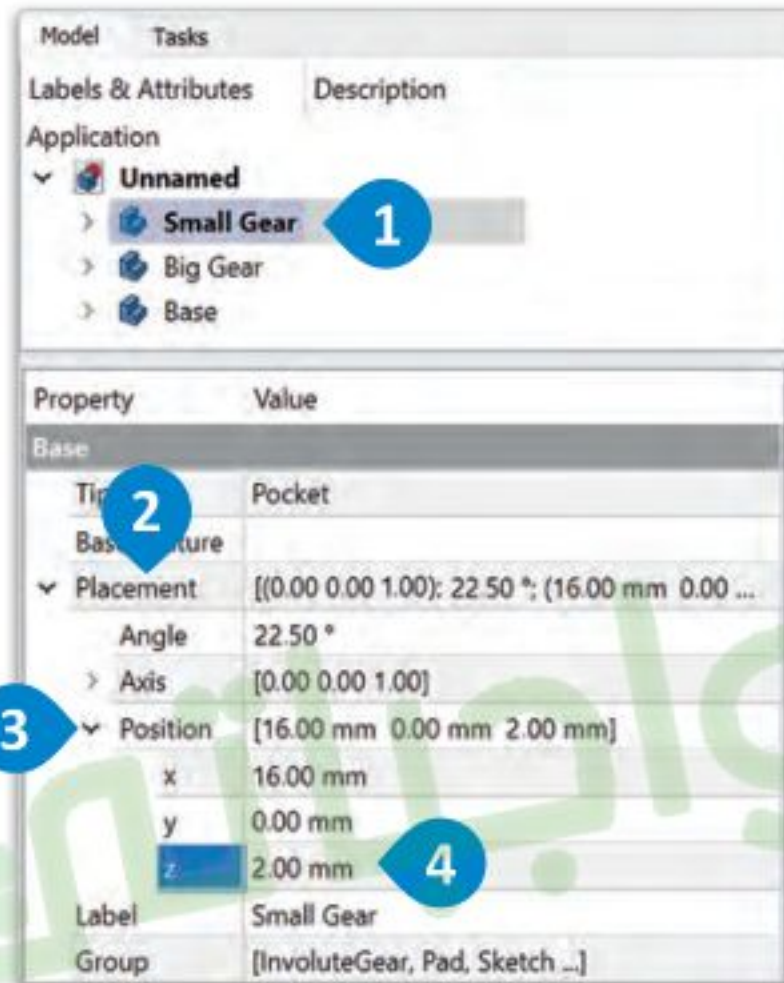 Model Tasks
Labels & Attributes Description
Application
Unnamed
Small Gear 1
Big Gear
Base
Property Value
Base
2 Pocket
Placement [(0.00 0.00 1.00); 22.50 °; (16.00 mm 0.00 ...
Angle 22.50 °
Axis [0.00 0.00 1.00]
3 Position [16.00 mm 0.00 mm 2.00 mm]
x 16.00 mm
y 0.00 mm
z 2.00 mm 4
Label Small Gear
Group [InvoluteGear, Pad, Sketch ...]